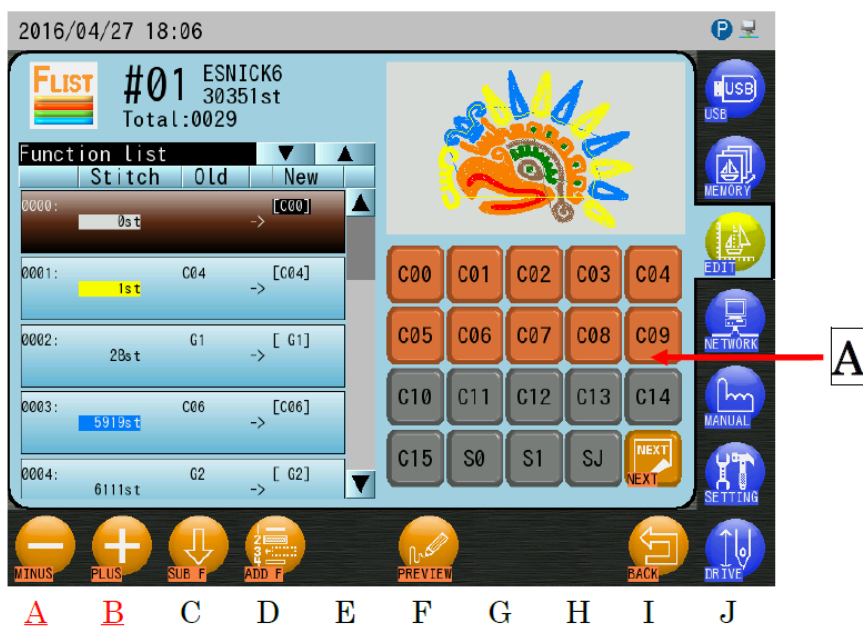 2016/04/27 18:06
P
FLIST
#01 ESNICK6
30351st
Total:0029
Function list ▼ ▲
Stitch Old New
0000: 0st -> [C00]
0001: 1st C04 -> [C04]
0002: 28st G1 -> [ G1]
0003: 5919st C06 -> [C06]
0004: 6111st G2 -> [ G2]
C00 C01 C02 C03 C04
C05 C06 C07 C08 C09
C10 C11 C12 C13 C14
C15 S0 S1 SJ NEXT
NEXT
USB
USB
MEMORY
EDIT
NETWORK
MANUAL
SETTING
DRIVE
A
MINUS PLUS SUB F ADD F PREVIEW BACK
A B C D E F G H I J